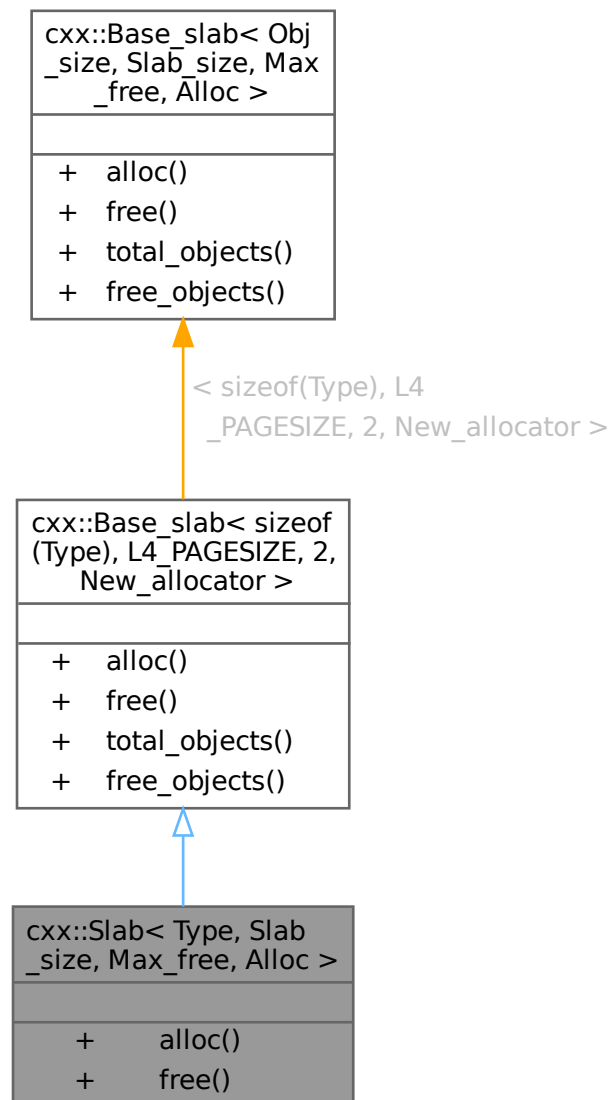 cxx::Base_slab< Obj
_size, Slab_size, Max
_free, Alloc >
+ alloc()
+ free()
+ total_objects()
+ free_objects()
< sizeof(Type), L4
_PAGESIZE, 2, New_allocator >
cxx::Base_slab< sizeof
(Type), L4_PAGESIZE, 2,
New_allocator >
+ alloc()
+ free()
+ total_objects()
+ free_objects()
cxx::Slab< Type, Slab
_size, Max_free, Alloc >
+ alloc()
+ free()